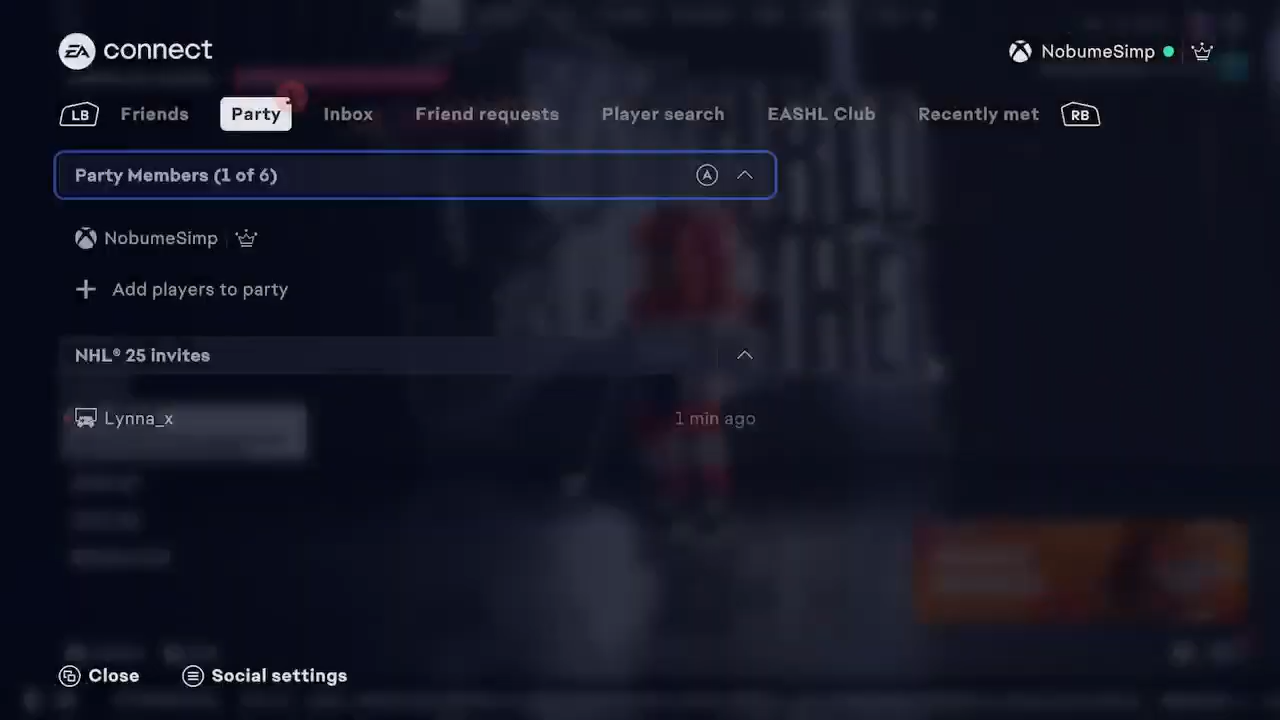 EA connect
NobumeSimp
LB Friends Party Inbox Friend requests Player search EASHL Club Recently met RB
Party Members (1 of 6) A
NobumeSimp
+ Add players to party
NHL® 25 invites
Lynna_x 1 min ago
Close Social settings